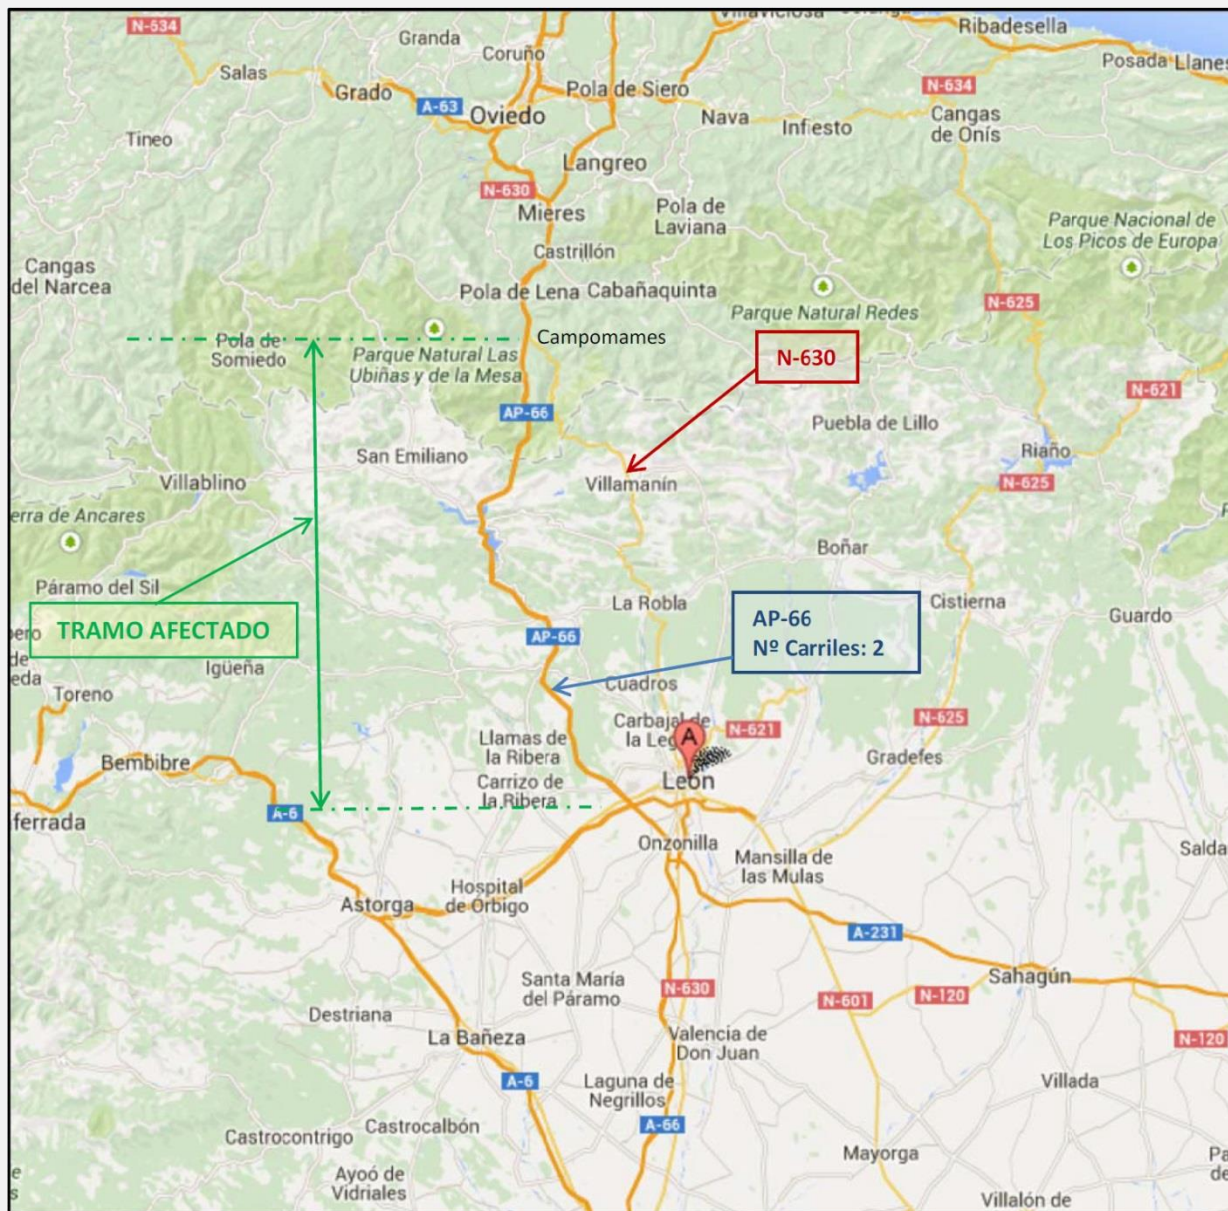 N-634
Granda
Coruño
Ribadesella
Salas
Posada
Llanes
Grado
A-63
Pola de Siero
N-634
Oviedo
Nava
Infiesto
Cangas
de Onís
Tineo
Langreo
N-630
Mieres
Pola de
Laviana
Parque Nacional de
Los Picos de Europa
Castrillón
Cangas
del Narcea
Pola de Lena
Cabañaquinta
N-625
Parque Natural Redes
Campomames
Pola de
Somiedo
Parque Natural Las
Ubiñas y de la Mesa
N-630
N-621
AP-66
Puebla de Lillo
San Emiliano
Riaño
Villablino
Villamanín
N-625
erra de Ancares
Boñar
Páramo del Sil
La Robla
Cistierna
Guardo
TRAMO AFECTADO
AP-66
AP-66
Nº Carriles: 2
Igüeña
Cuadros
Toreno
Carbajal de
la Leg
A
N-621
N-625
Llamas de
la Ribera
Bembibre
Gradefes
Carrizo de
la Ribera
León
A-6
ferrada
Onzonilla
Mansilla de
las Mulas
Salda
Hospital
de Órbigo
Astorga
A-231
Santa María
del Páramo
N-630
Sahagún
N-601
N-120
Destriana
La Bañeza
Valencia de
Don Juan
N-120
A-6
Laguna de
Negrillos
Villada
A-66
Castrocontrigo
Castrocalbón
Mayorga
Ayoó de
Vidriales
Villalón de